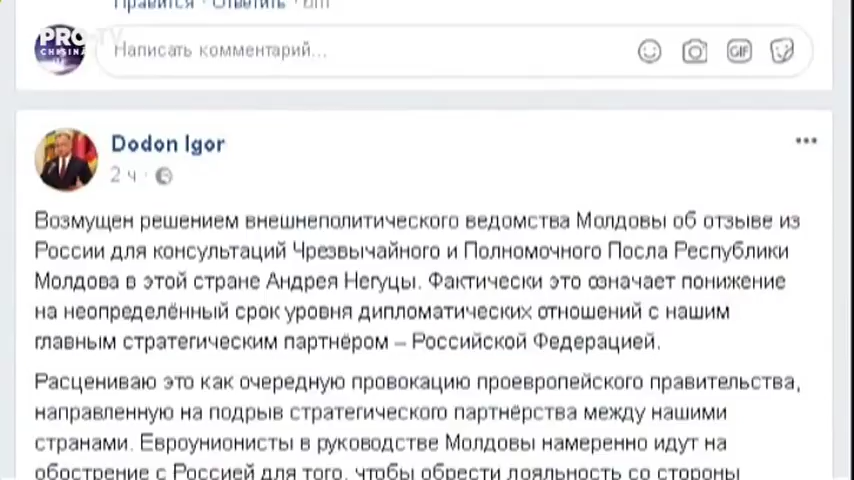 Нравится · Ответить ·
PRO TV
CHISINA
Написать комментарий...
GIF
Dodon Igor
2 ч ·
Возмущен решением внешнеполитического ведомства Молдовы об отзыве из
России для консультаций Чрезвычайного и Полномочного Посла Республики
Молдова в этой стране Андрея Негуцы. Фактически это означает понижение
на неопределённый срок уровня дипломатических отношений с нашим
главным стратегическим партнёром – Российской Федерацией.
Расцениваю это как очередную провокацию проевропейского правительства,
направленную на подрыв стратегического партнёрства между нашими
странами. Евроунионисты в руководстве Молдовы намеренно идут на
обострение с Россией для того, чтобы обрести лояльность со стороны